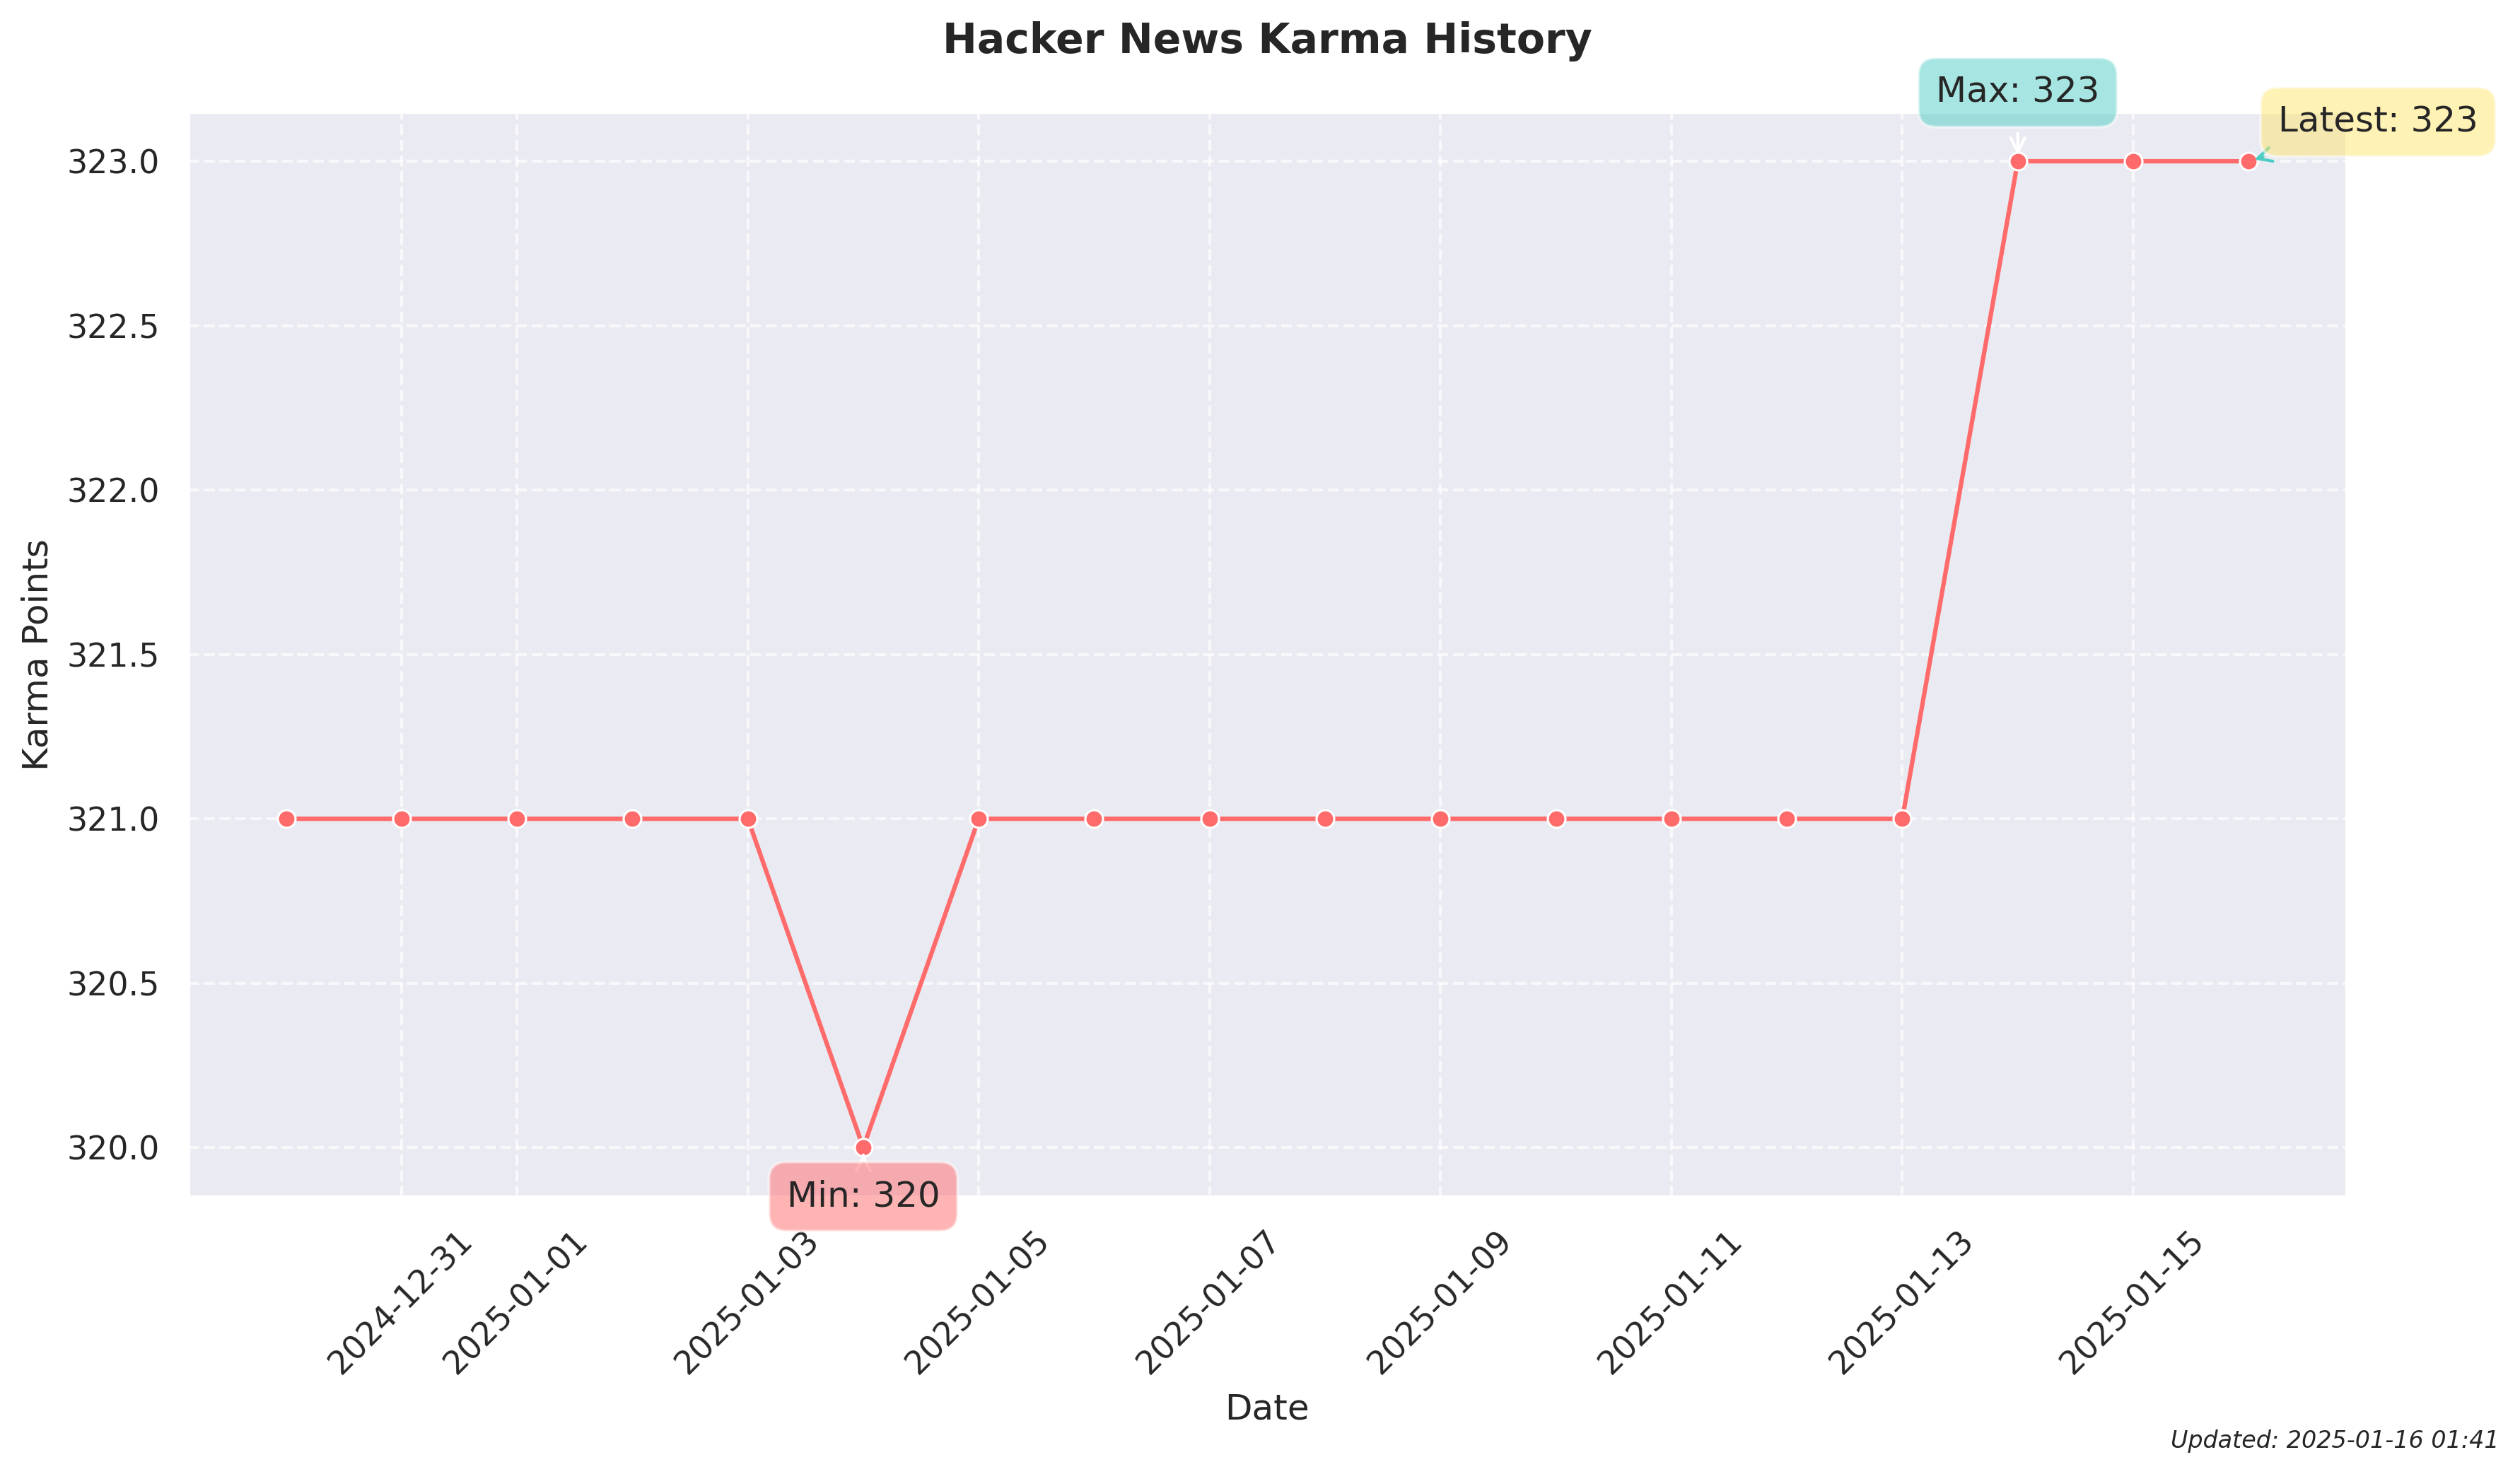 Hacker News Karma History
Max: 323
Latest: 323
323.0
322.5
322.0
321.5
321.0
320.5
320.0
Karma Points
Min: 320
2024-12-31
2025-01-01
2025-01-03
2025-01-05
2025-01-07
2025-01-09
2025-01-11
2025-01-13
2025-01-15
Date
Updated: 2025-01-16 01:41